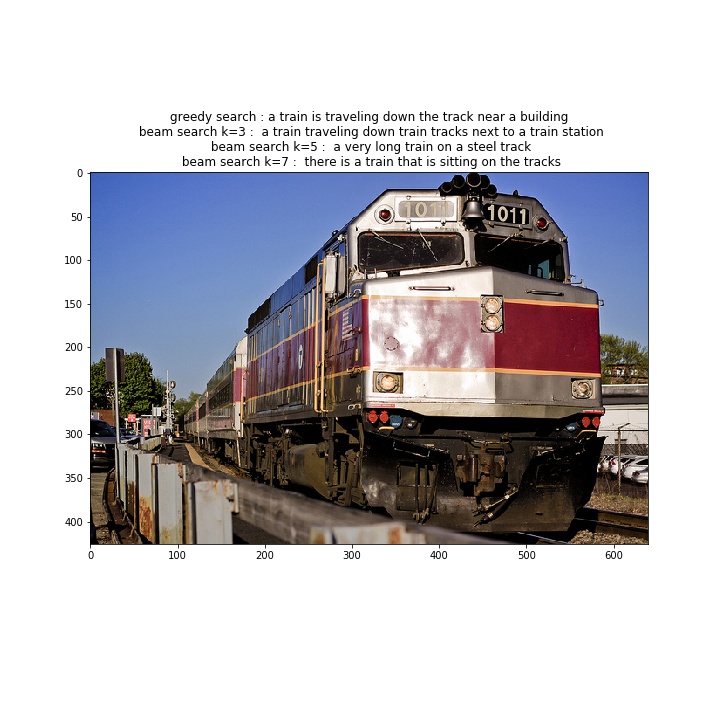 greedy search : a train is traveling down the track near a building
beam search k=3 :  a train traveling down train tracks next to a train station
beam search k=5 :  a very long train on a steel track
beam search k=7 :  there is a train that is sitting on the tracks
0
50
100
150
200
250
300
350
400
0 100 200 300 400 500 600
1011 1011